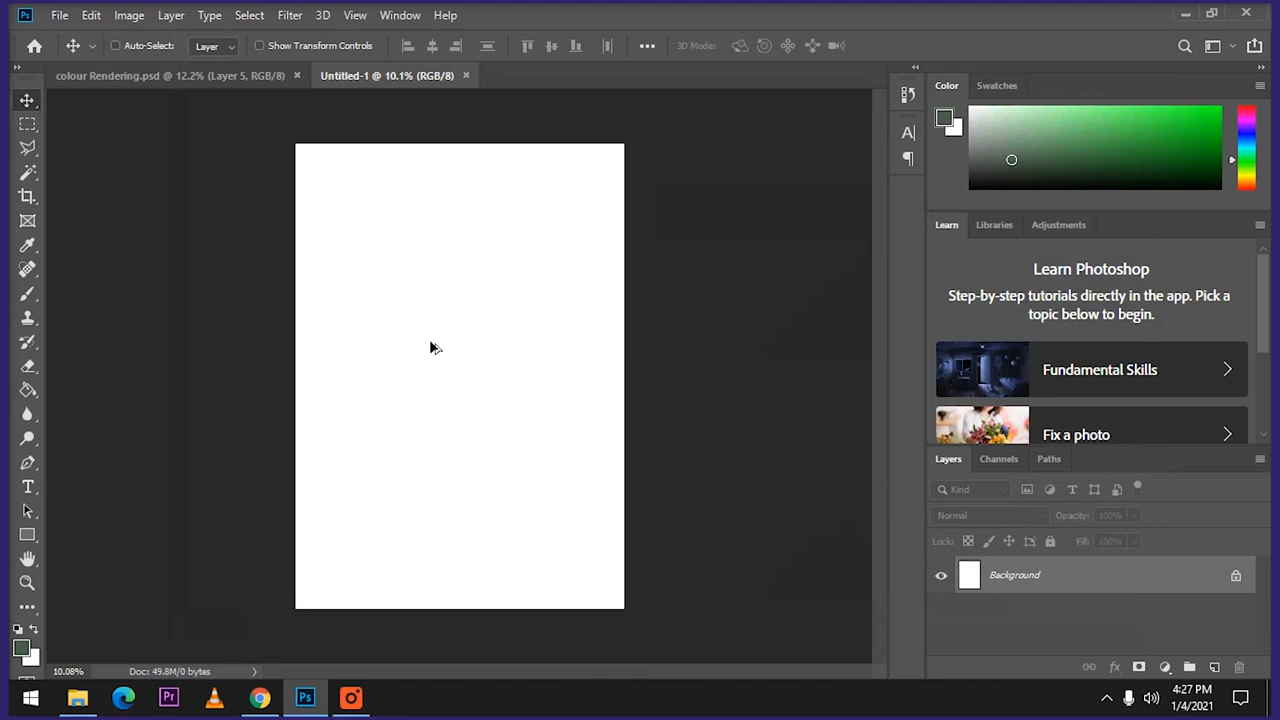 Ps File Edit Image Layer Type Select Filter 3D View Window Help
Auto-Select: Layer Show Transform Controls 3D Mode:
colour Rendering.psd @ 12.2% (Layer 5, RGB/8) Untitled-1 @ 10.1% (RGB/8)
Color Swatches
Learn Libraries Adjustments
Learn Photoshop
Step-by-step tutorials directly in the app. Pick a
topic below to begin.
Fundamental Skills
Fix a photo
Layers Channels Paths
Kind
Normal Opacity: 100%
Lock: Fill: 100%
Background
10.08% Doc: 49.8M/0 bytes
Pr Ps 4:27 PM
1/4/2021